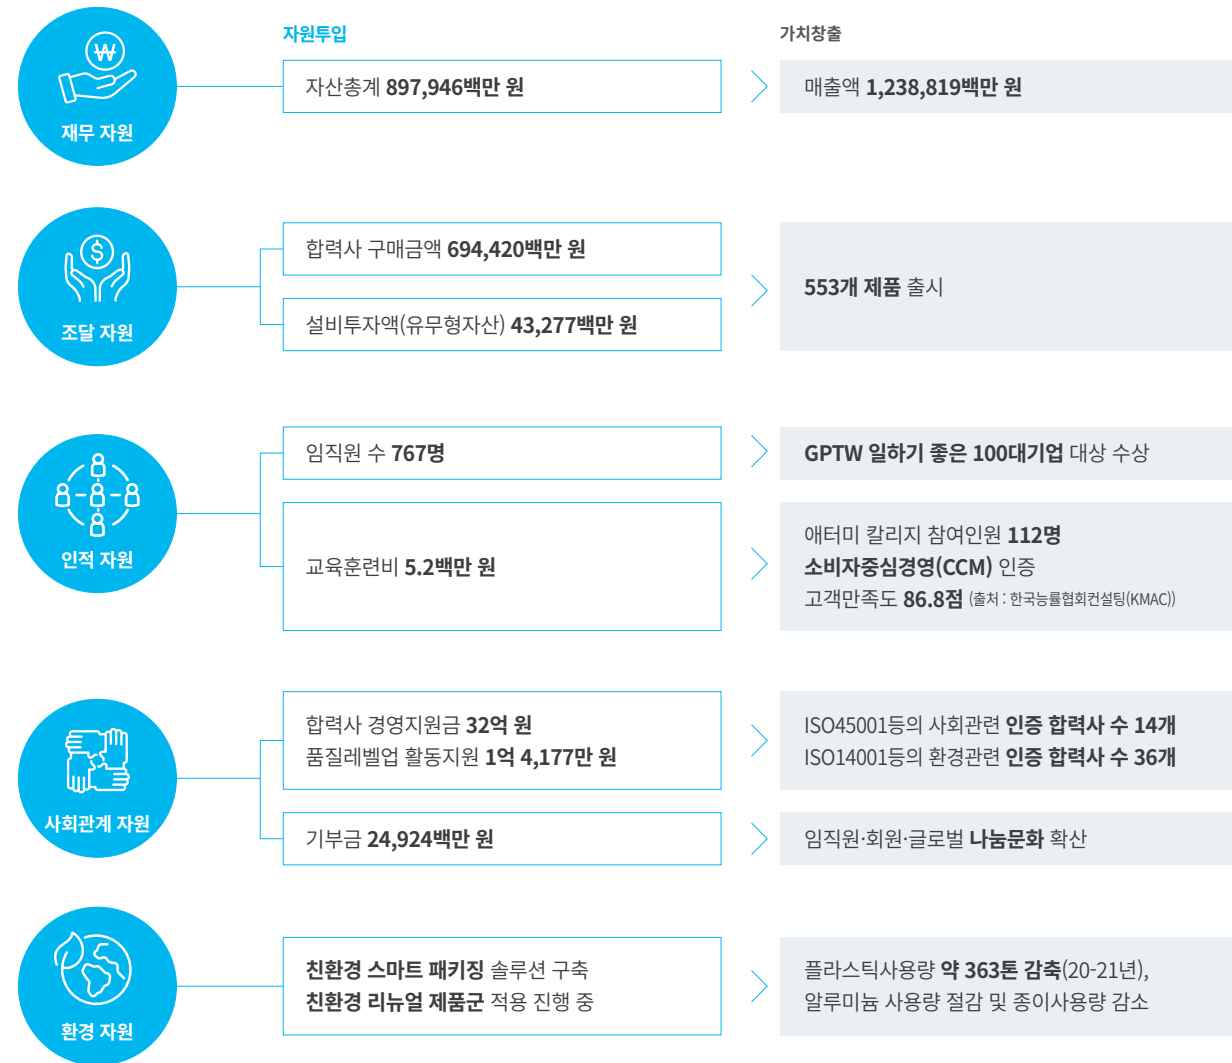 자원투입
가치창출
재무 자원
자산총계 897,946백만 원
매출액 1,238,819백만 원
조달 자원
합력사 구매금액 694,420백만 원
설비투자액(유무형자산) 43,277백만 원
553개 제품 출시
인적 자원
임직원 수 767명
GPTW 일하기 좋은 100대기업 대상 수상
교육훈련비 5.2백만 원
애터미 칼리지 참여인원 112명
소비자중심경영(CCM) 인증
고객만족도 86.8점 (출처 : 한국능률협회컨설팅(KMAC))
사회관계 자원
합력사 경영지원금 32억 원
품질레벨업 활동지원 1억 4,177만 원
ISO45001등의 사회관련 인증 합력사 수 14개
ISO14001등의 환경관련 인증 합력사 수 36개
기부금 24,924백만 원
임직원·회원·글로벌 나눔문화 확산
환경 자원
친환경 스마트 패키징 솔루션 구축
친환경 리뉴얼 제품군 적용 진행 중
플라스틱사용량 약 363톤 감축(20-21년),
알루미늄 사용량 절감 및 종이사용량 감소